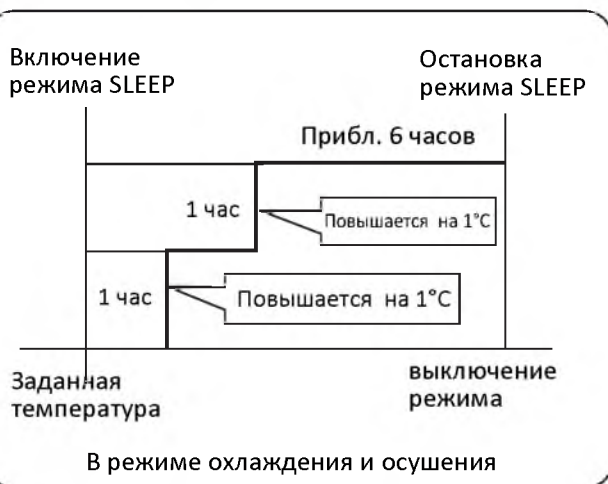 Включение
режима SLEEP
Остановка
режима SLEEP
Прибл. 6 часов
1 час
Повышается на 1°C
1 час
Повышается на 1°C
Заданная
температура
выключение
режима
В режиме охлаждения и осушения